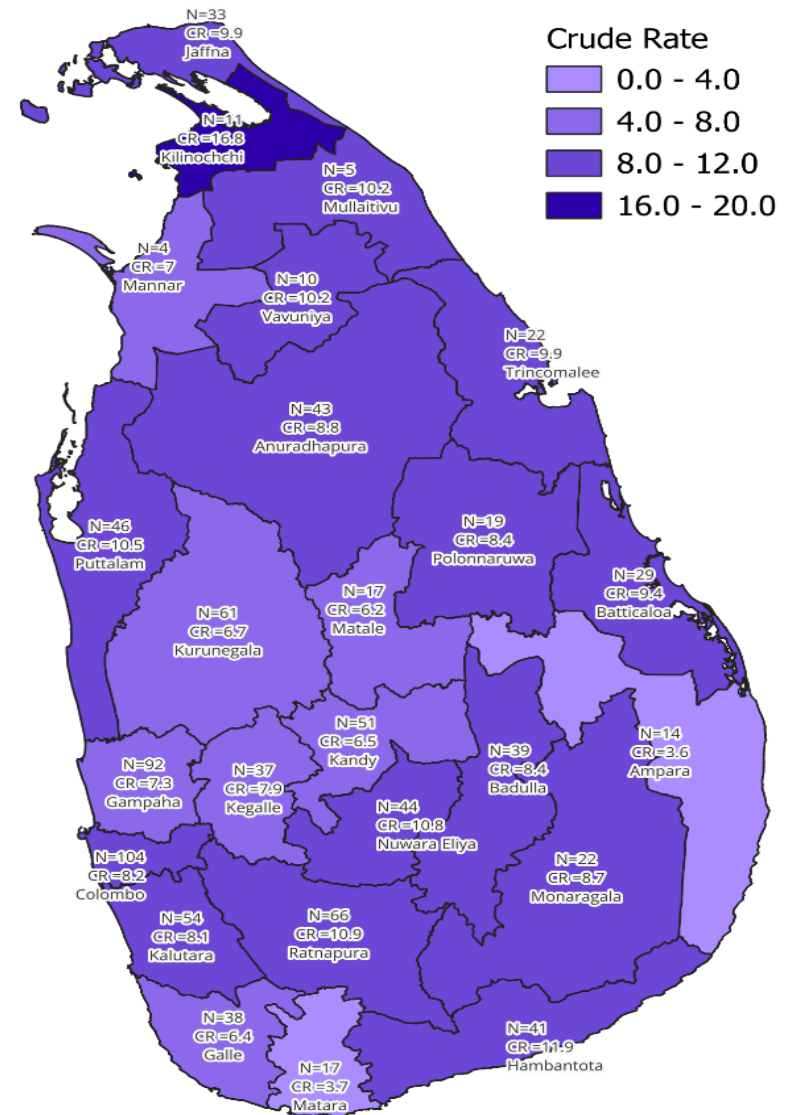 N=33
CR =9.9
Jaffna
Crude Rate
0.0 - 4.0
4.0 - 8.0
8.0 - 12.0
16.0 - 20.0
N=11
CR =16.8
Kilinochchi
N=5
CR =10.2
Mullaitivu
N=4
CR =7
Mannar
N=10
CR =10.2
Vavuniya
N=22
CR =9.9
Trincomalee
N=43
CR =8.8
Anuradhapura
N=46
CR =10.5
Puttalam
N=19
CR =8.4
Polonnaruwa
N=29
CR =9.4
Batticaloa
N=17
CR =6.2
Matale
N=61
CR =6.7
Kurunegala
N=51
CR =6.5
Kandy
N=14
CR =3.6
Ampara
N=92
CR =7.3
Gampaha
N=37
CR =7.9
Kegalle
N=39
CR =8.4
Badulla
N=44
CR =10.8
Nuwara Eliya
N=104
CR =8.2
Colombo
N=22
CR =8.7
Monaragala
N=54
CR =8.1
Kalutara
N=66
CR =10.9
Ratnapura
N=38
CR =6.4
Galle
N=41
CR =11.9
Hambantota
N=17
CR =3.7
Matara